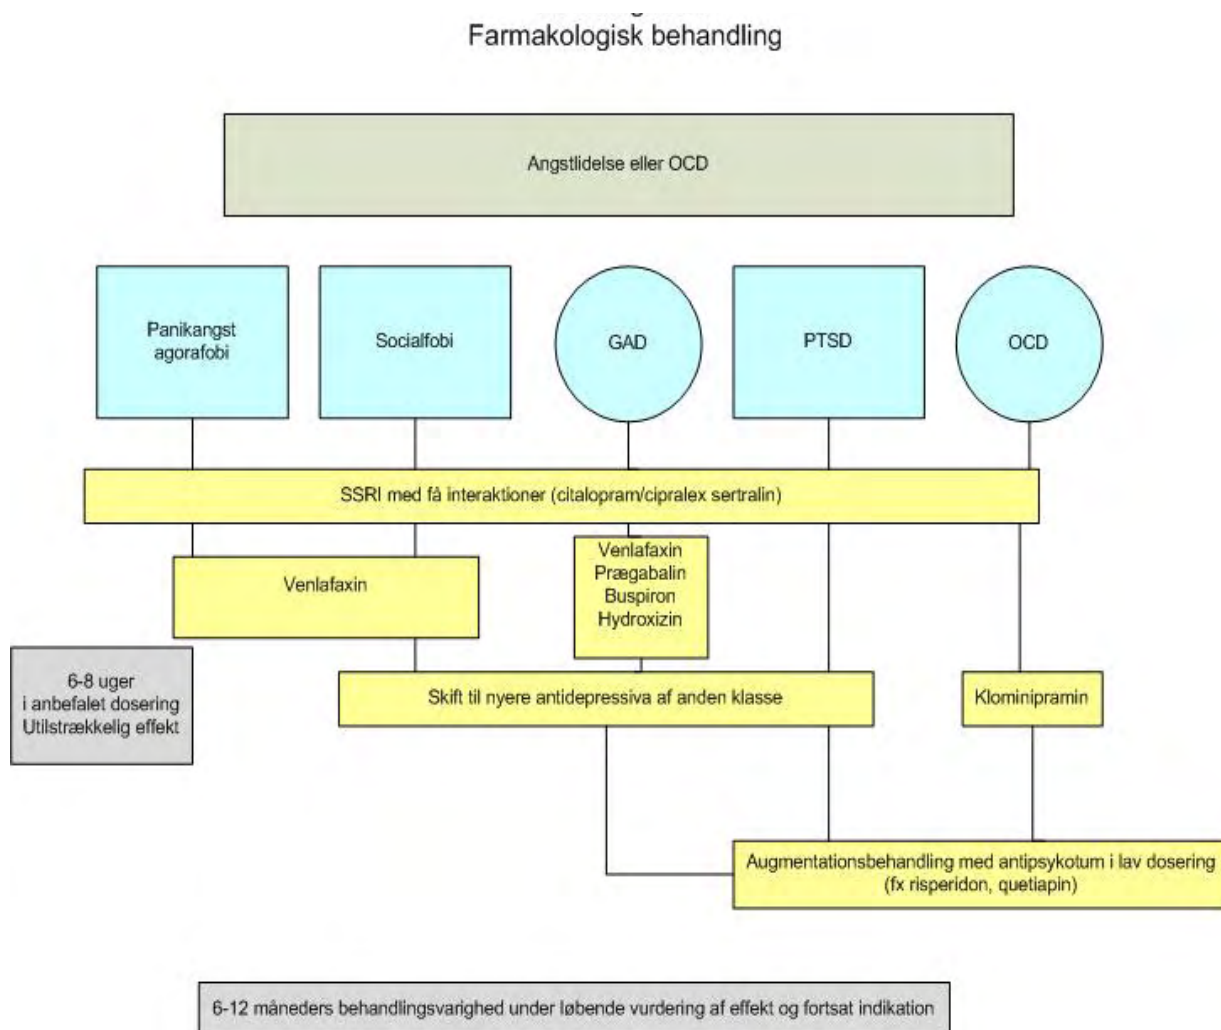 Farmakologisk behandling
Angstlidelse eller OCD
Panikangst
agorafobi
Socialfobi
GAD
PTSD
OCD
SSRI med få interaktioner (citalopram/cipralex sertralin)
Venlafaxin
Venlafaxin
Prægabalin
Buspiron
Hydroxizin
6-8 uger
i anbefalet dosering
Utilstrækkelig effekt
Skift til nyere antidepressiva af anden klasse
Klominipramin
Augmentationsbehandling med antipsykotum i lav dosering
(fx risperidon, quetiapin)
6-12 måneders behandlingsvarighed under løbende vurdering af effekt og fortsat indikation